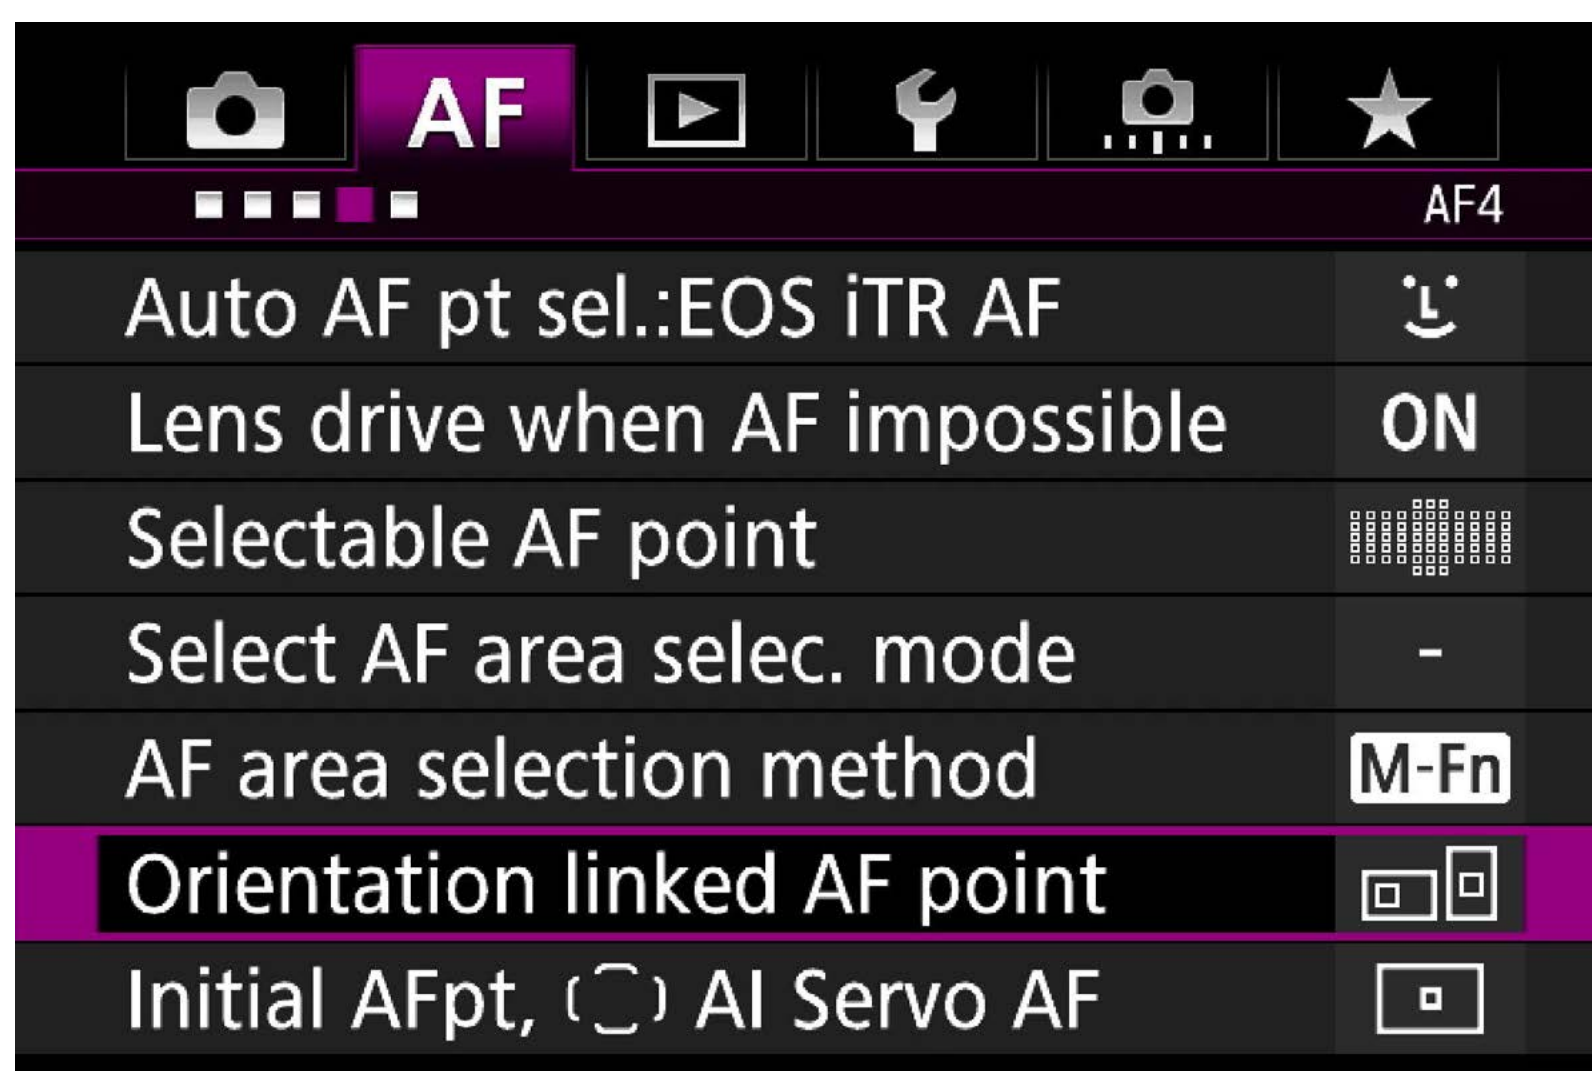 AF
AF4
Auto AF pt sel.:EOS iTR AF
Lens drive when AF impossible ON
Selectable AF point
Select AF area selec. mode -
AF area selection method M-Fn
Orientation linked AF point
Initial AFpt, ( ) AI Servo AF